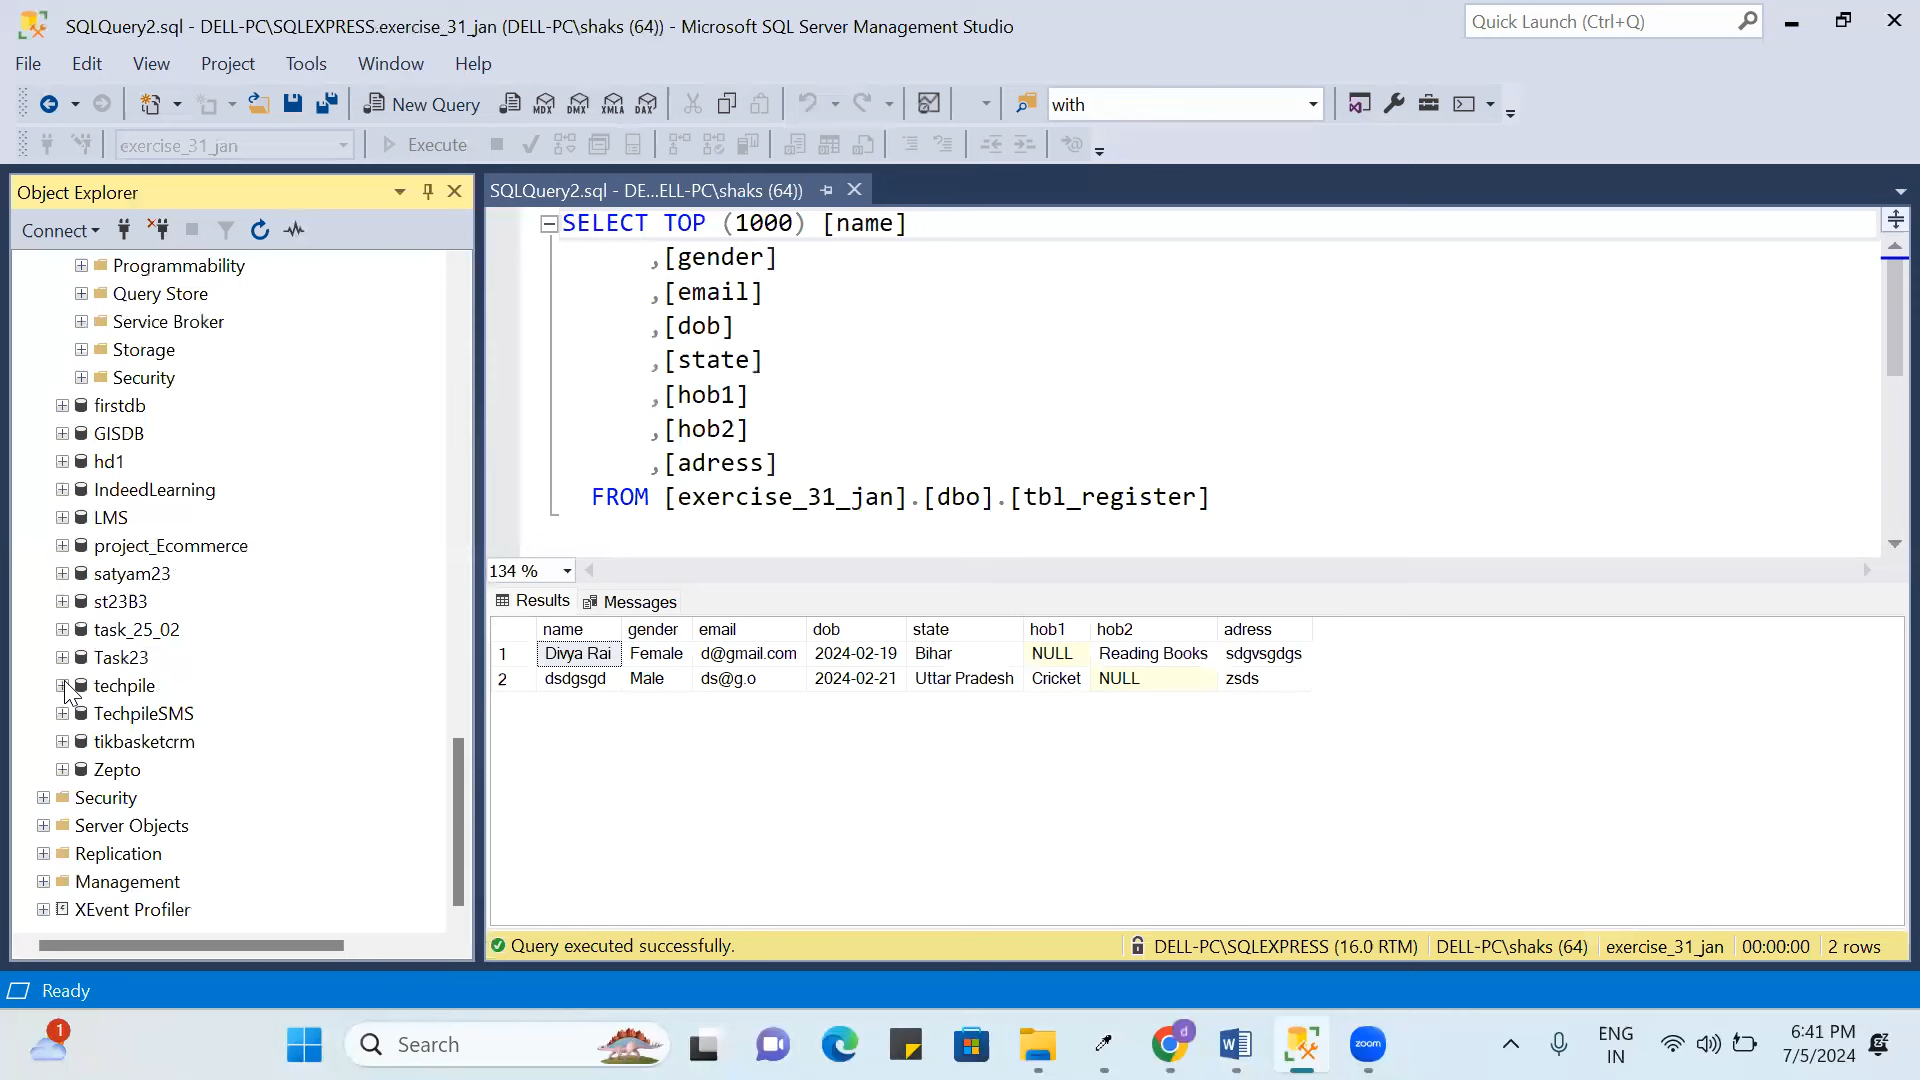 SQLQuery2.sql - DELL-PC\SQLEXPRESS.exercise_31_jan (DELL-PC\shaks (64)) - Microsoft SQL Server Management Studio
Quick Launch (Ctrl+Q)
File Edit View Project Tools Window Help
New Query MDX DMX XMLA DAX with
exercise_31_jan Execute
Object Explorer
SQLQuery2.sql - DE...ELL-PC\shaks (64))
Connect
Programmability
Query Store
Service Broker
Storage
Security
firstdb
GISDB
hd1
IndeedLearning
LMS
project_Ecommerce
satyam23
st23B3
task_25_02
Task23
techpile
TechpileSMS
tikbasketcrm
Zepto
Security
Server Objects
Replication
Management
XEvent Profiler
SELECT TOP (1000) [name]
,[gender]
,[email]
,[dob]
,[state]
,[hob1]
,[hob2]
,[adress]
FROM [exercise_31_jan].[dbo].[tbl_register]
134 %
Results Messages
name gender email dob state hob1 hob2 adress
1 Divya Rai Female d@gmail.com 2024-02-19 Bihar NULL Reading Books sdgvsgdgs
2 dsdgsgd Male ds@g.o 2024-02-21 Uttar Pradesh Cricket NULL zsds
Query executed successfully. DELL-PC\SQLEXPRESS (16.0 RTM) DELL-PC\shaks (64) exercise_31_jan 00:00:00 2 rows
Ready
1
Search
d
zoom
ENG
IN
6:41 PM
7/5/2024